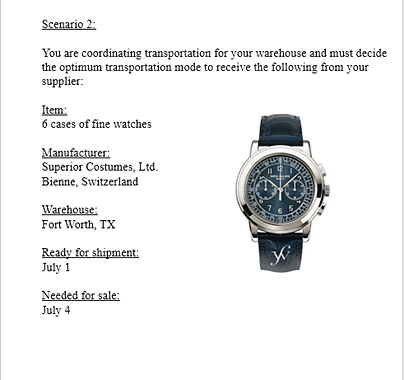 Scenario 2:
You are coordinating transportation for your warehouse and must decide
the optimum transportation mode to receive the following from your
supplier:
Item:
6 cases of fine watches
Manufacturer:
Superior Costumes, Ltd.
Bienne, Switzerland
Warehouse:
Fort Worth, TX
Ready for shipment:
July 1
Needed for sale:
July 4